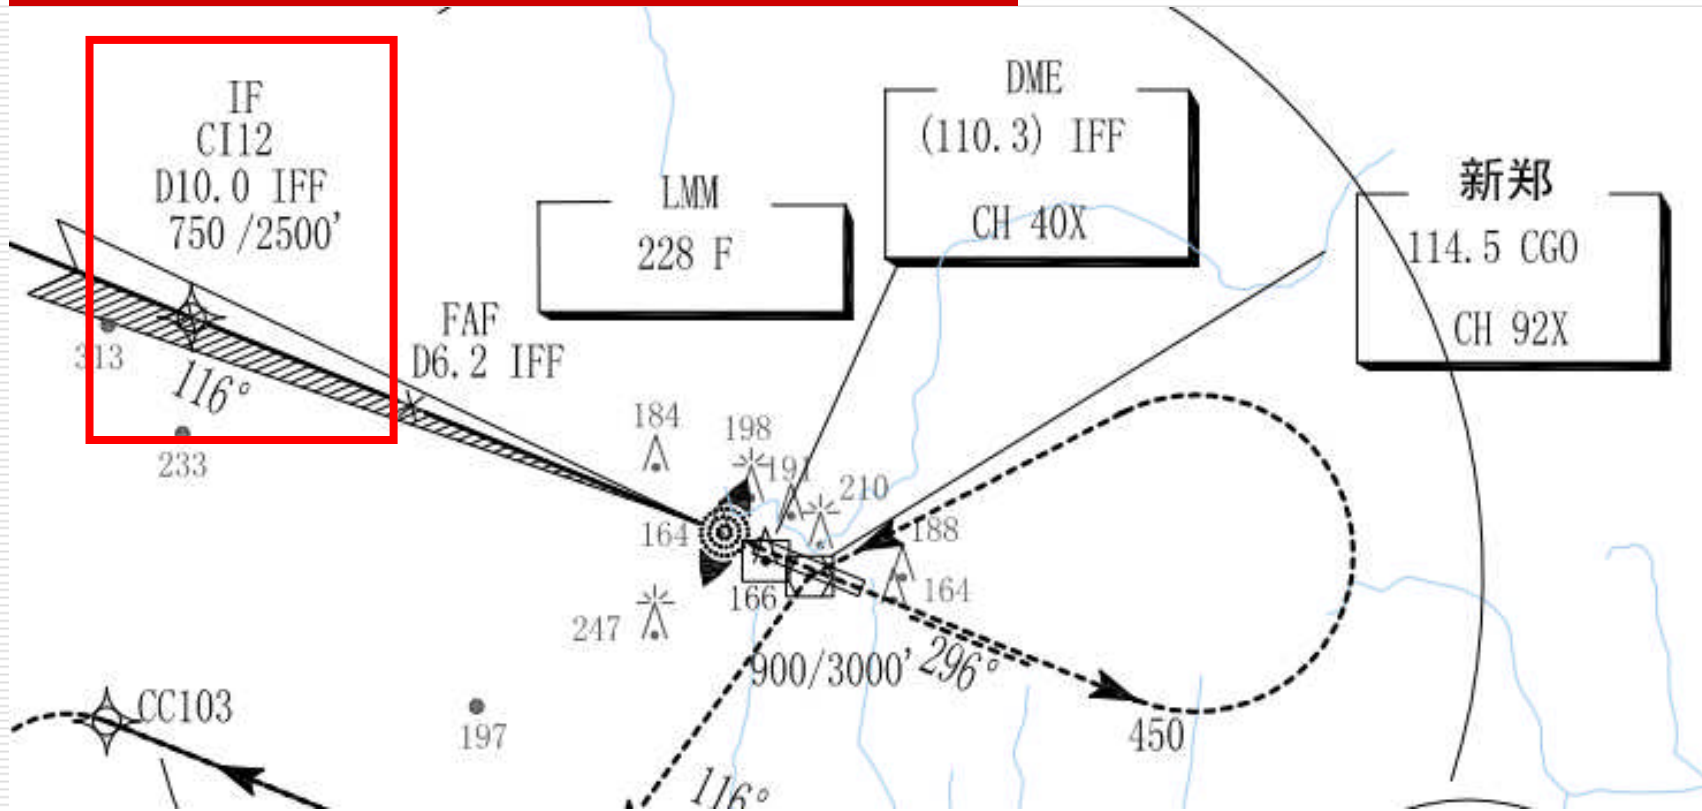 IF
CI12
D10.0 IFF
750 /2500'
DME
(110.3) IFF
CH 40X
LMM
228 F
新郑
114.5 CGO
CH 92X
FAF
D6.2 IFF
313
116°
233
184
198
191
210
164
188
166
164
247
900/3000'
296°
CC103
197
450
116°